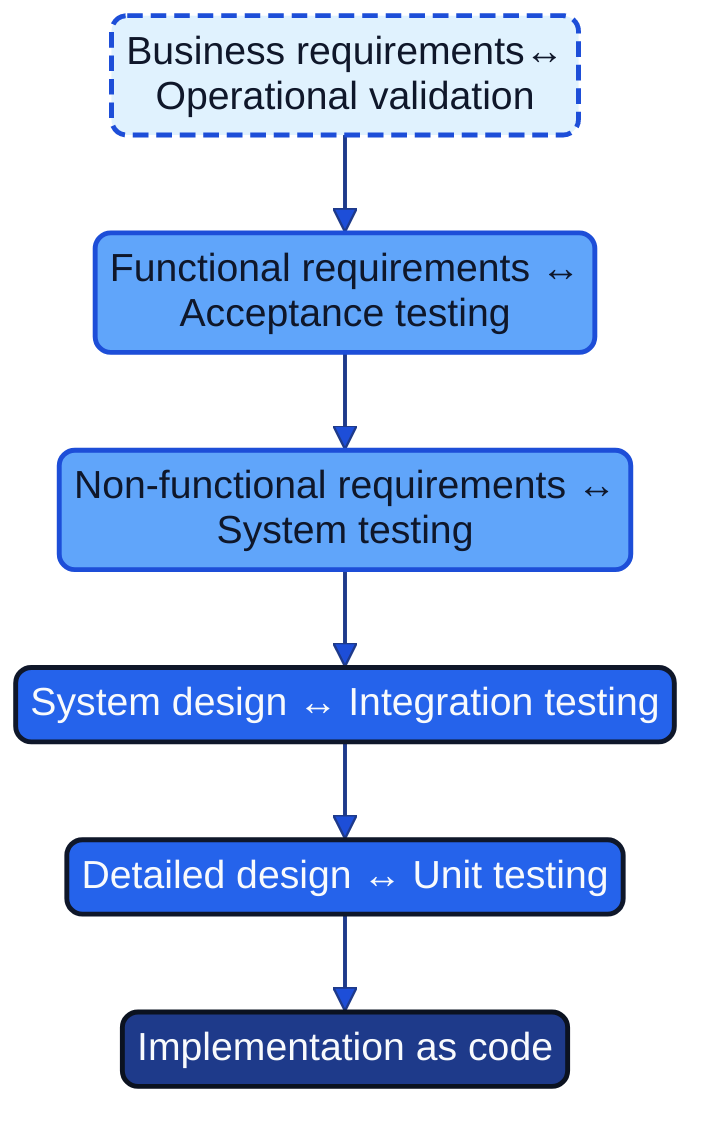 Business requirements↔
Operational validation
Functional requirements ↔
Acceptance testing
Non-functional requirements ↔
System testing
System design ↔ Integration testing
Detailed design ↔ Unit testing
Implementation as code